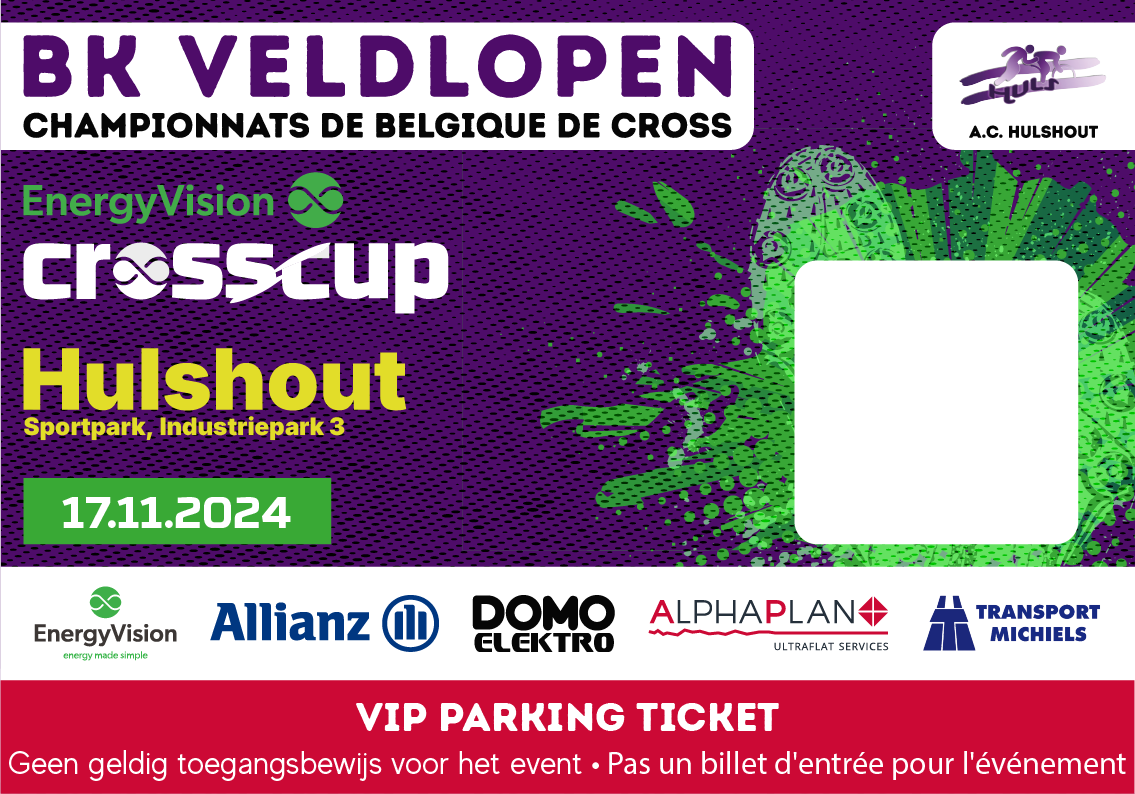 BK VELDLOPEN
CHAMPIONNATS DE BELGIQUE DE CROSS
HULS
A.C. HULSHOUT
EnergyVision
crosscup
Hulshout
Sportpark, Industriepark 3
17.11.2024
EnergyVision
energy made simple
Allianz
DOMO
ELEKTRO
ALPHAPLAN
ULTRAFLAT SERVICES
TRANSPORT
MICHIELS
VIP PARKING TICKET
Geen geldig toegangsbewijs voor het event • Pas un billet d'entrée pour l'événement